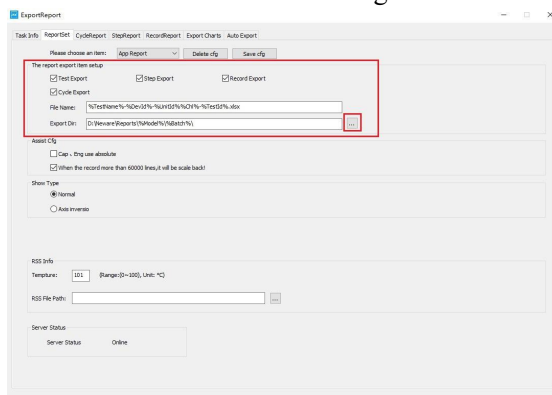 ExportReport
Task Info ReportSet CycleReport StepReport RecordReport Export Charts Auto Export
Please choose an item: App Report Delete cfg Save cfg
The report export item setup
Test Export Step Export Record Export
Cycle Export
File Name: %TestName%-%DevId%-%UnitId%%Chl%-%TestId%.xlsx
Export Dir: D:\Neware\Reports\%Model%\%Batch%\ ...
Assist Cfg
Cap、Eng use absolute
When the record more than 60000 lines,it will be scale back!
Show Type
Normal
Axis inversio
RSS Info
Tempture: 101 (Range:(0~100), Unit: °C)
RSS File Path: ...
Server Status
Server Status Online